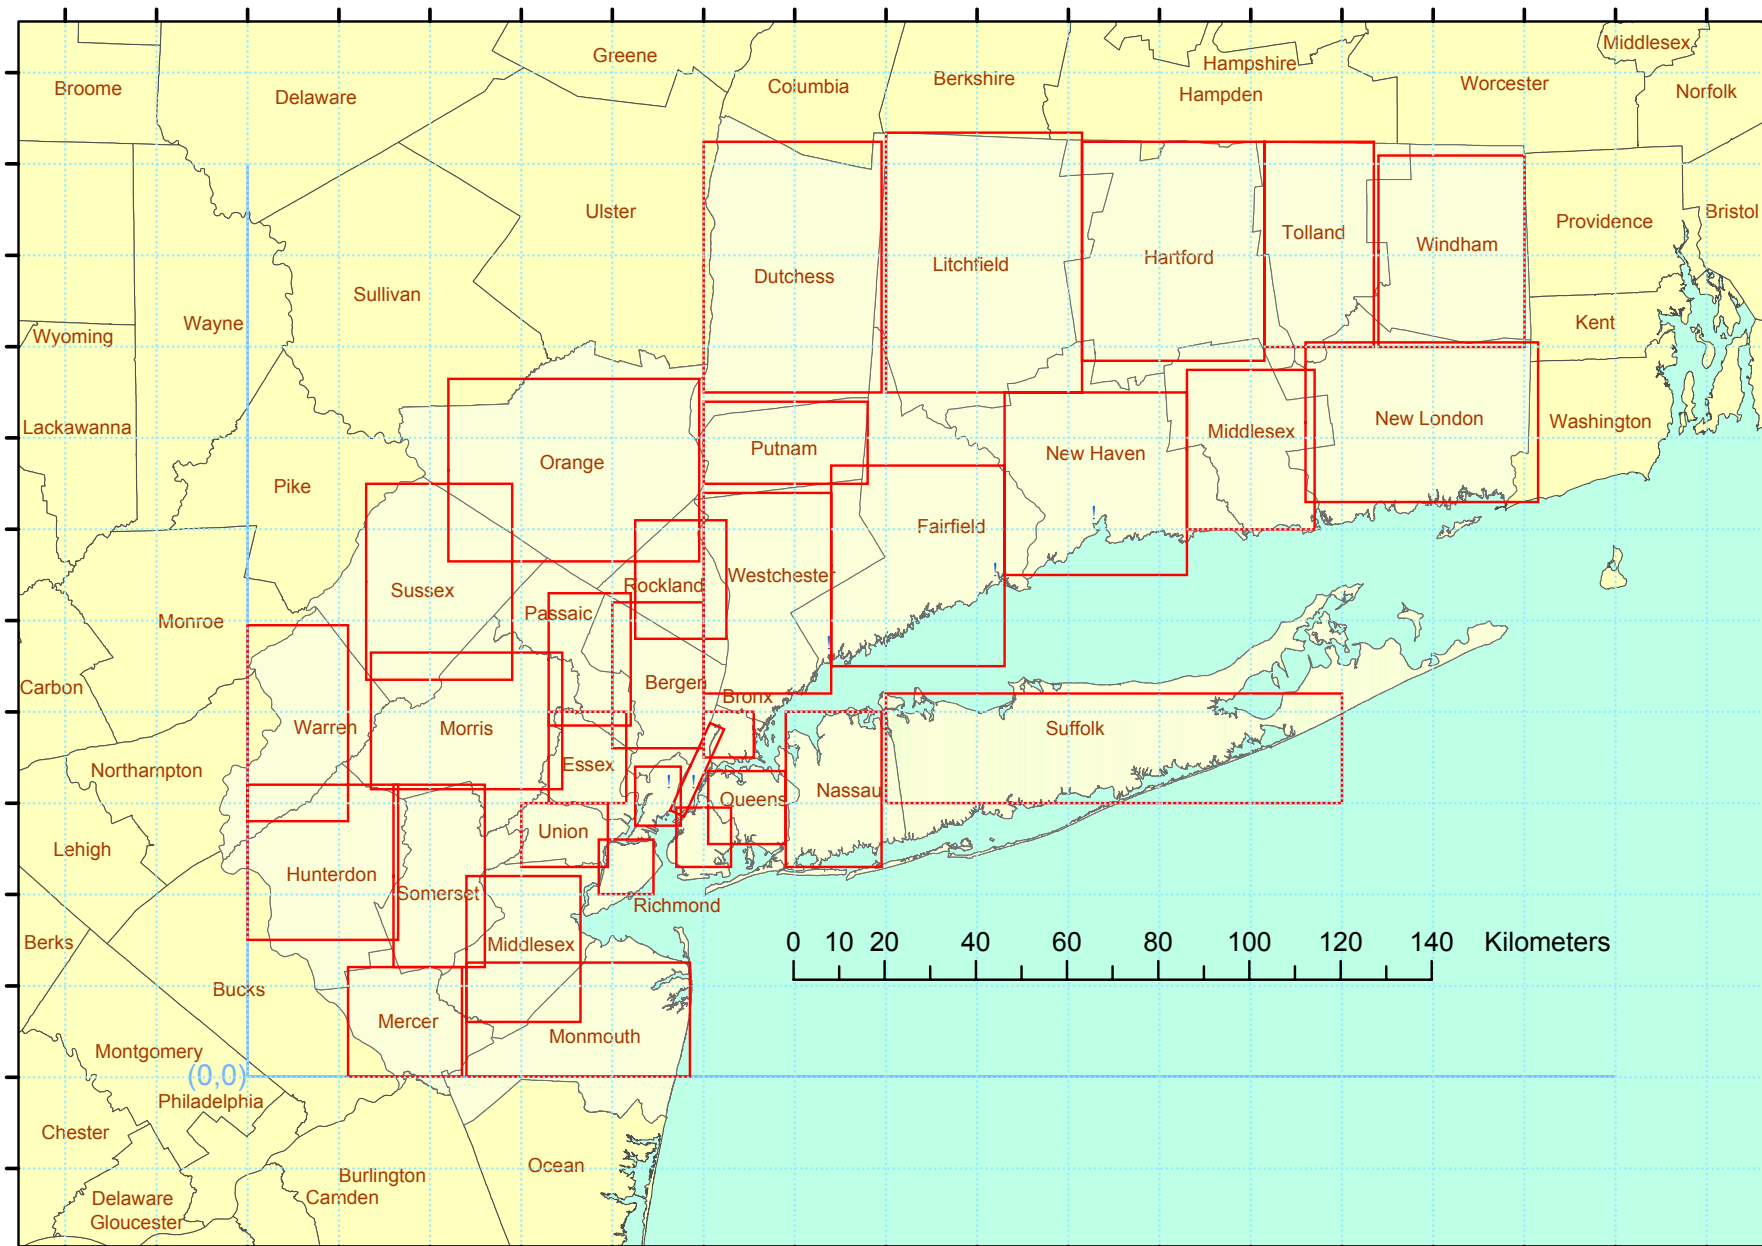 Middlesex
Greene
Hampshire
Columbia
Berkshire
Worcester
Broome
Delaware
Hampden
Norfolk
Ulster
Bristol
Providence
Tolland
Windham
Hartford
Litchfield
Dutchess
Sullivan
Wayne
Kent
Wyoming
New London
Washington
Lackawanna
Middlesex
Putnam
New Haven
Orange
Pike
Fairfield
Westchester
Rockland
Sussex
Passaic
Monroe
Carbon
Bergen
Bronx
Warren
Morris
Suffolk
Northampton
Essex
Nassau
Queens
Union
Lehigh
Hunterdon
Somerset
Richmond
Berks
Middlesex
0 10 20 40 60 80 100 120 140 Kilometers
Bucks
Mercer
Monmouth
Montgomery
(0,0)
Philadelphia
Chester
Ocean
Burlington
Delaware
Camden
Gloucester